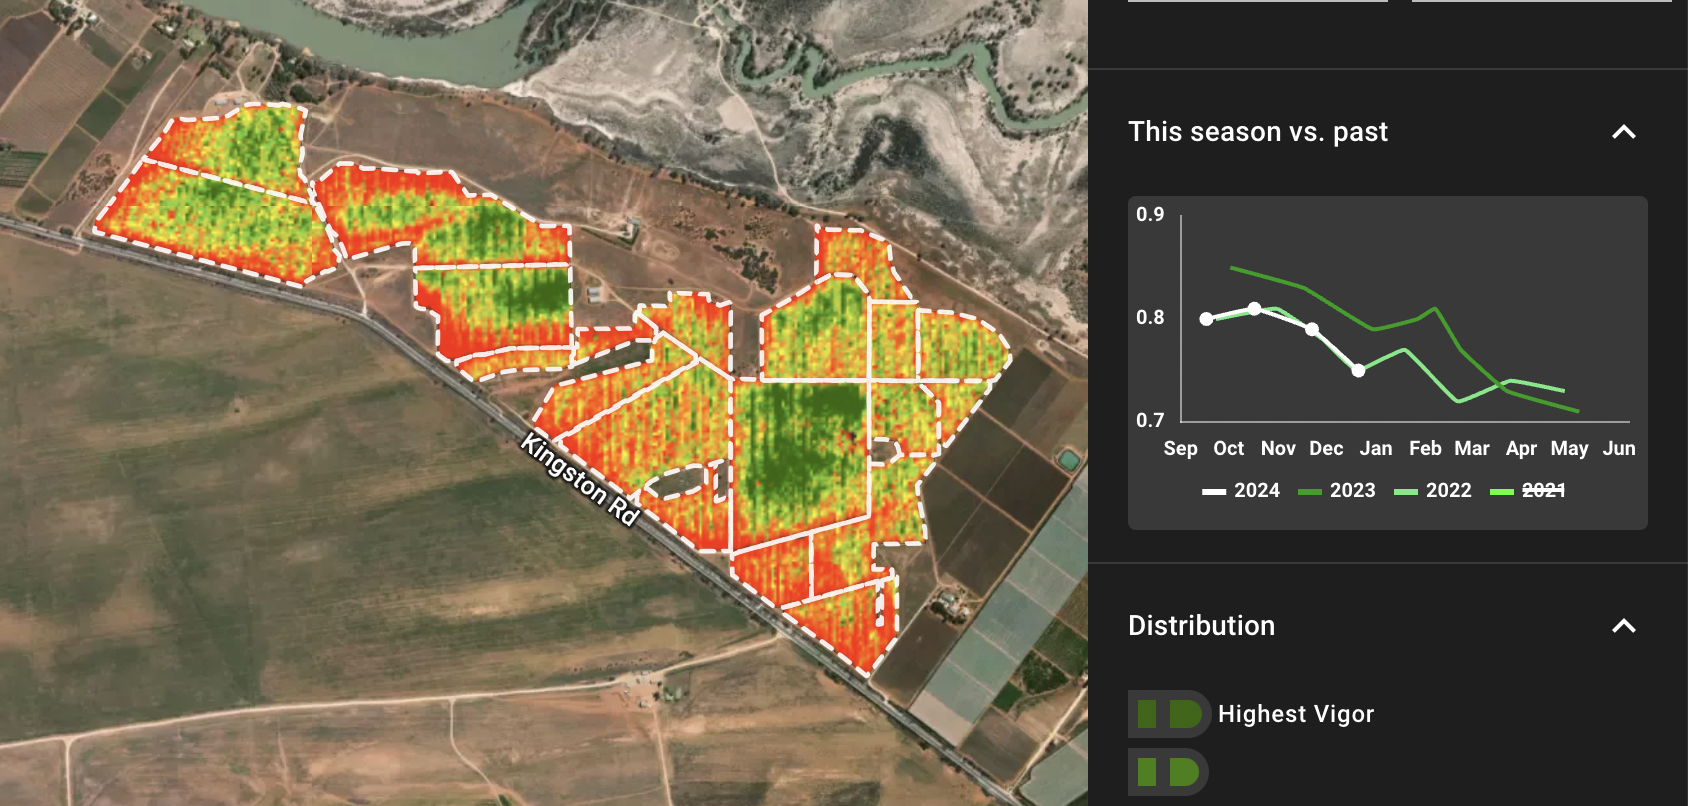 Kingston Rd
This season vs. past
0.9
0.8
0.7
Sep Oct Nov Dec Jan Feb Mar Apr May Jun
2024 2023 2022 2021
Distribution
Highest Vigor